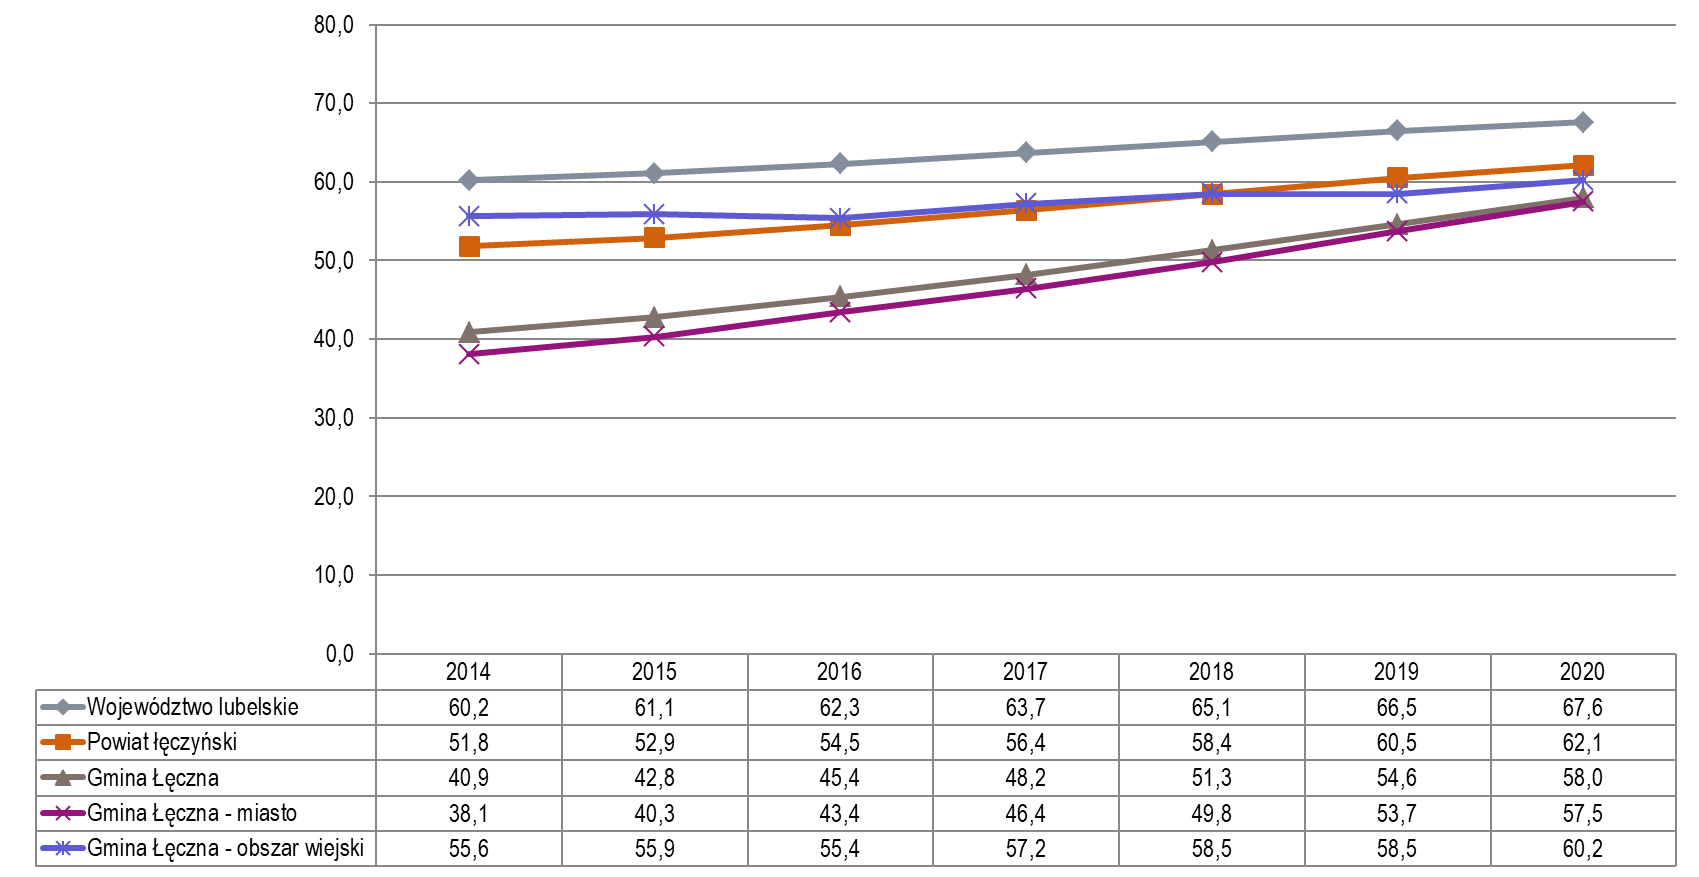 80,0
70,0
60,0
50,0
40,0
30,0
20,0
10,0
0,0
2014 2015 2016 2017 2018 2019 2020
Województwo lubelskie 60,2 61,1 62,3 63,7 65,1 66,5 67,6
Powiat łęczyński 51,8 52,9 54,5 56,4 58,4 60,5 62,1
Gmina Łęczna 40,9 42,8 45,4 48,2 51,3 54,6 58,0
Gmina Łęczna - miasto 38,1 40,3 43,4 46,4 49,8 53,7 57,5
Gmina Łęczna - obszar wiejski 55,6 55,9 55,4 57,2 58,5 58,5 60,2